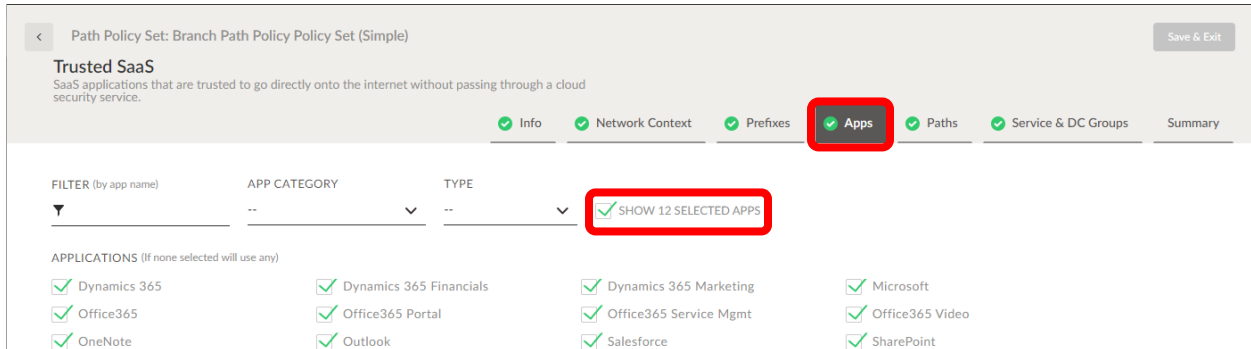 Path Policy Set: Branch Path Policy Policy Set (Simple)
Save & Exit
Trusted SaaS
SaaS applications that are trusted to go directly onto the internet without passing through a cloud
security service.
Info Network Context Prefixes Apps Paths Service & DC Groups Summary
FILTER (by app name) APP CATEGORY TYPE
-- -- SHOW 12 SELECTED APPS
APPLICATIONS (If none selected will use any)
Dynamics 365 Dynamics 365 Financials Dynamics 365 Marketing Microsoft
Office365 Office365 Portal Office365 Service Mgmt Office365 Video
OneNote Outlook Salesforce SharePoint